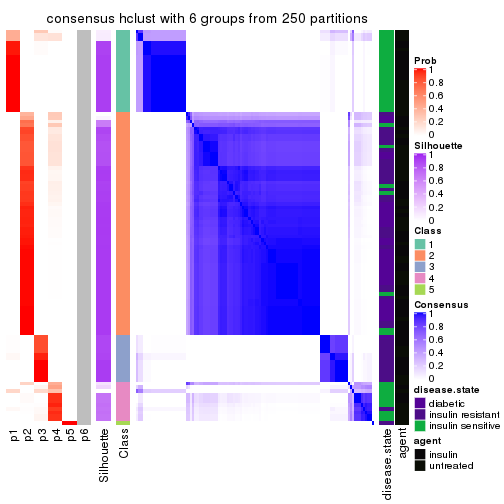 consensus hclust with 6 groups from 250 partitions
Prob
1
0.8
0.6
0.4
0.2
0
Silhouette
1
0.8
0.6
0.4
0.2
0
Class
1
2
3
4
5
Consensus
1
0.8
0.6
0.4
0.2
0
disease.state
diabetic
insulin resistant
insulin sensitive
agent
insulin
untreated
p1
p2
p3
p4
p5
p6
Silhouette
Class
disease.state
agent